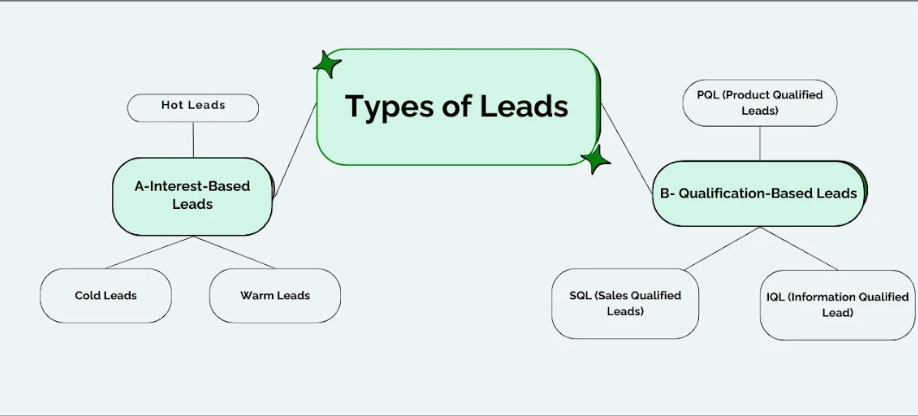 Types of Leads
Hot Leads
A-Interest-Based
Leads
Cold Leads
Warm Leads
PQL (Product Qualified
Leads)
B- Qualification-Based Leads
SQL (Sales Qualified
Leads)
IQL (Information Qualified
Lead)